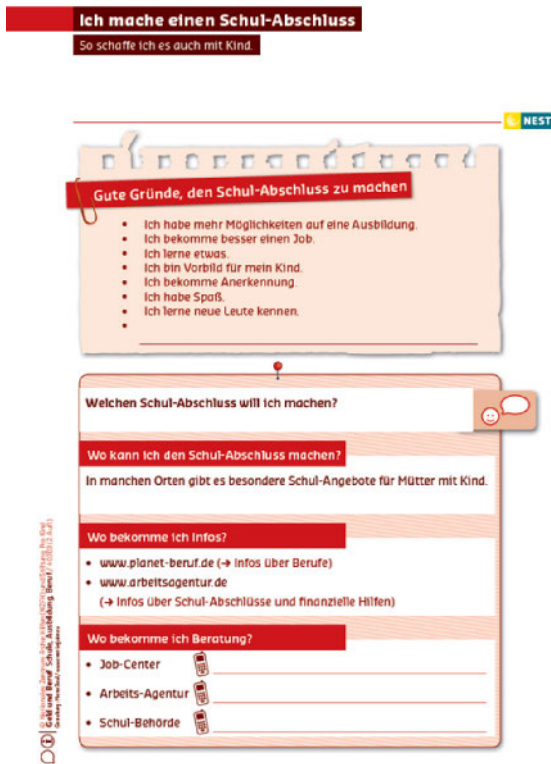 Ich mache einen Schul-Abschluss
So schaffe ich es auch mit Kind.
NEST
Gute Gründe, den Schul-Abschluss zu machen
• Ich habe mehr Möglichkeiten auf eine Ausbildung.
• Ich bekomme besser einen Job.
• Ich lerne etwas.
• Ich bin Vorbild für mein Kind.
• Ich bekomme Anerkennung.
• Ich habe Spaß.
• Ich lerne neue Leute kennen.
•
Welchen Schul-Abschluss will ich machen?
Wo kann ich den Schul-Abschluss machen?
In manchen Orten gibt es besondere Schul-Angebote für Mütter mit Kind.
Wo bekomme ich Infos?
• www.planet-beruf.de (→ Infos über Berufe)
• www.arbeitsagentur.de
(→ Infos über Schul-Abschlüsse und finanzielle Hilfen)
Wo bekomme ich Beratung?
• Job-Center
• Arbeits-Agentur
• Schul-Behörde
Geld und Beruf Schule, Ausbildung, Beruf